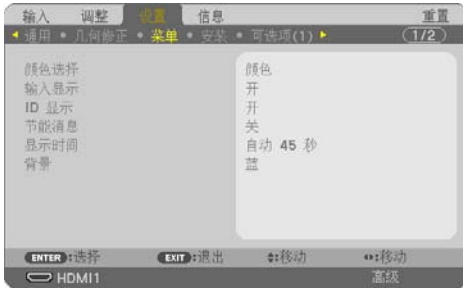 输入 调整 设置 信息 重置
通用 • 几何修正 • 菜单 • 安装 • 可选项(1) (1/2)
颜色选择 颜色
输入显示 开
ID 显示 开
节能消息 关
显示时间 自动 45 秒
背景 蓝
ENTER :选择 EXIT :退出 :移动 :移动
HDMI1 高级